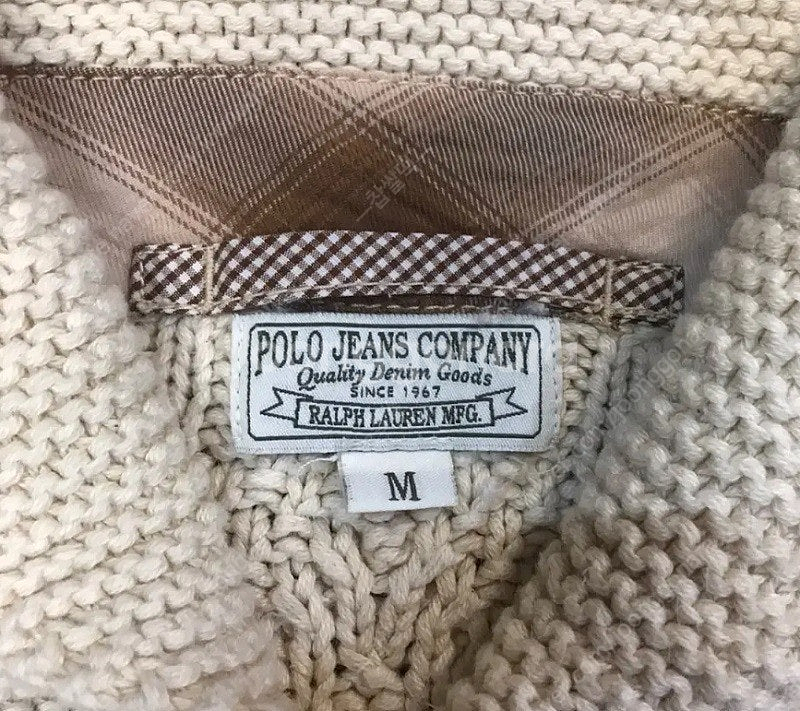 POLO JEANS COMPANY
Quality Denim Goods
SINCE 1967
RALPH LAUREN MFG.
M